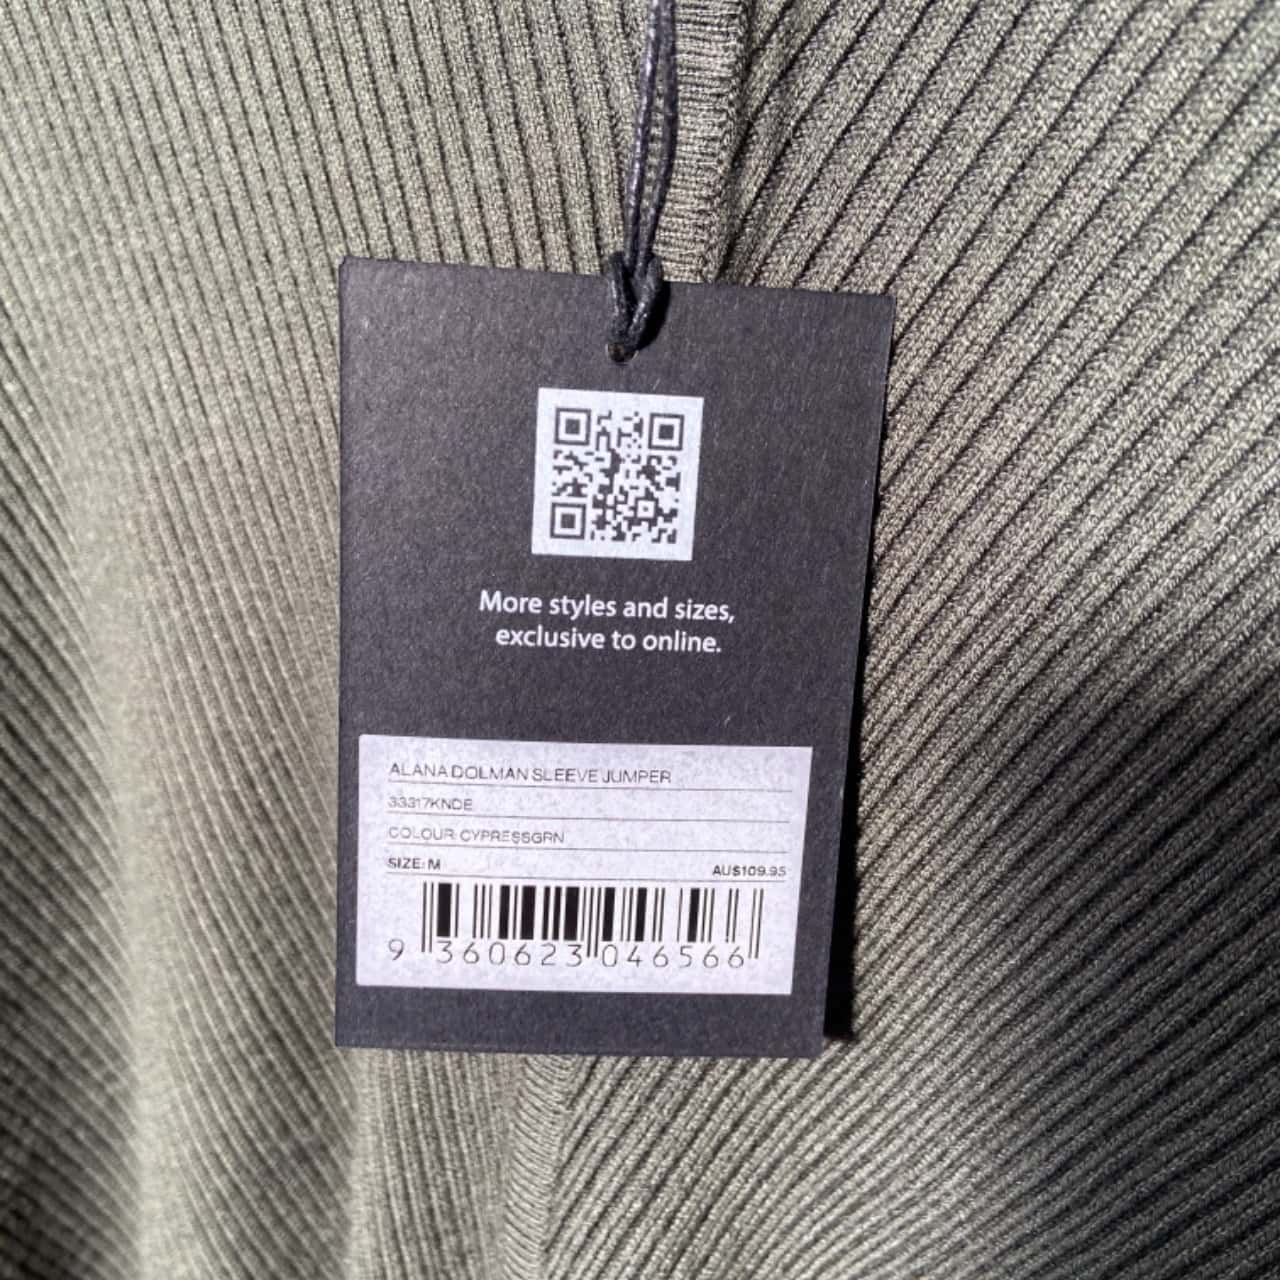 More styles and sizes,
exclusive to online.
ALANA DOLMAN SLEEVE JUMPER
33317KNDE
COLOUR: CYPRESSGRN
SIZE: M AU$109.95
9 360623 046566